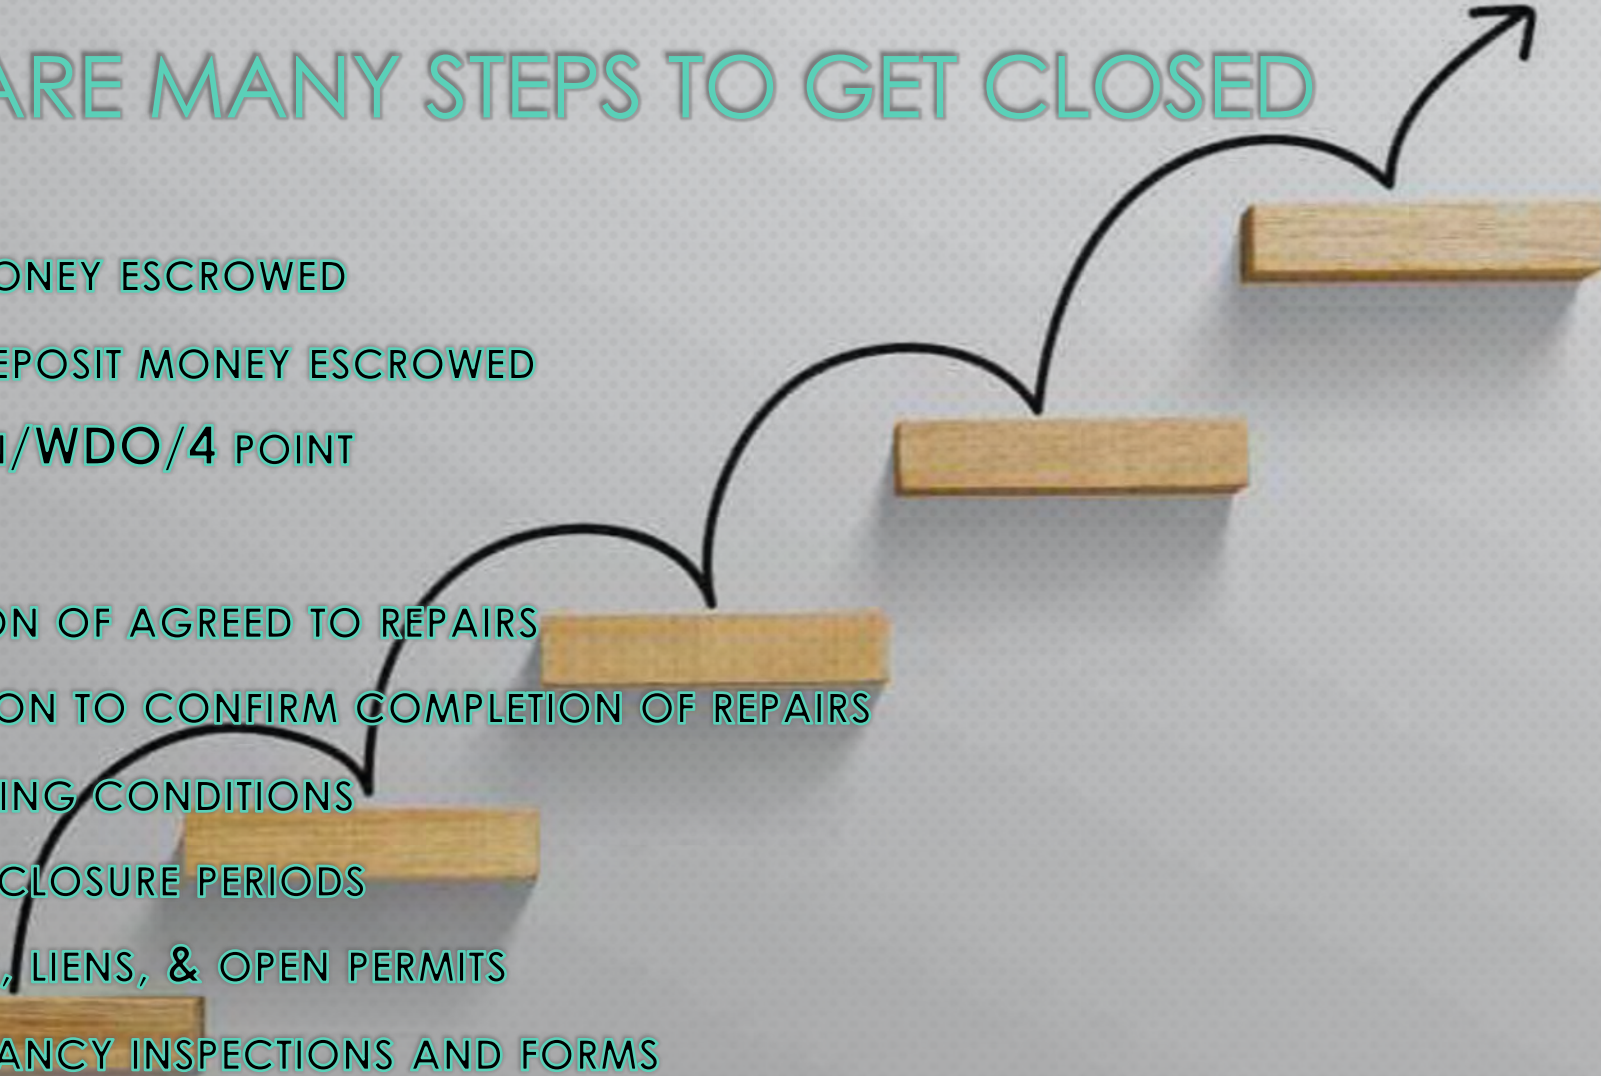 ARE MANY STEPS TO GET CLOSED
ONEY ESCROWED
EPOSIT MONEY ESCROWED
/WDO/4 POINT
ON OF AGREED TO REPAIRS
ON TO CONFIRM COMPLETION OF REPAIRS
ING CONDITIONS
CLOSURE PERIODS
, LIENS, & OPEN PERMITS
ANCY INSPECTIONS AND FORMS